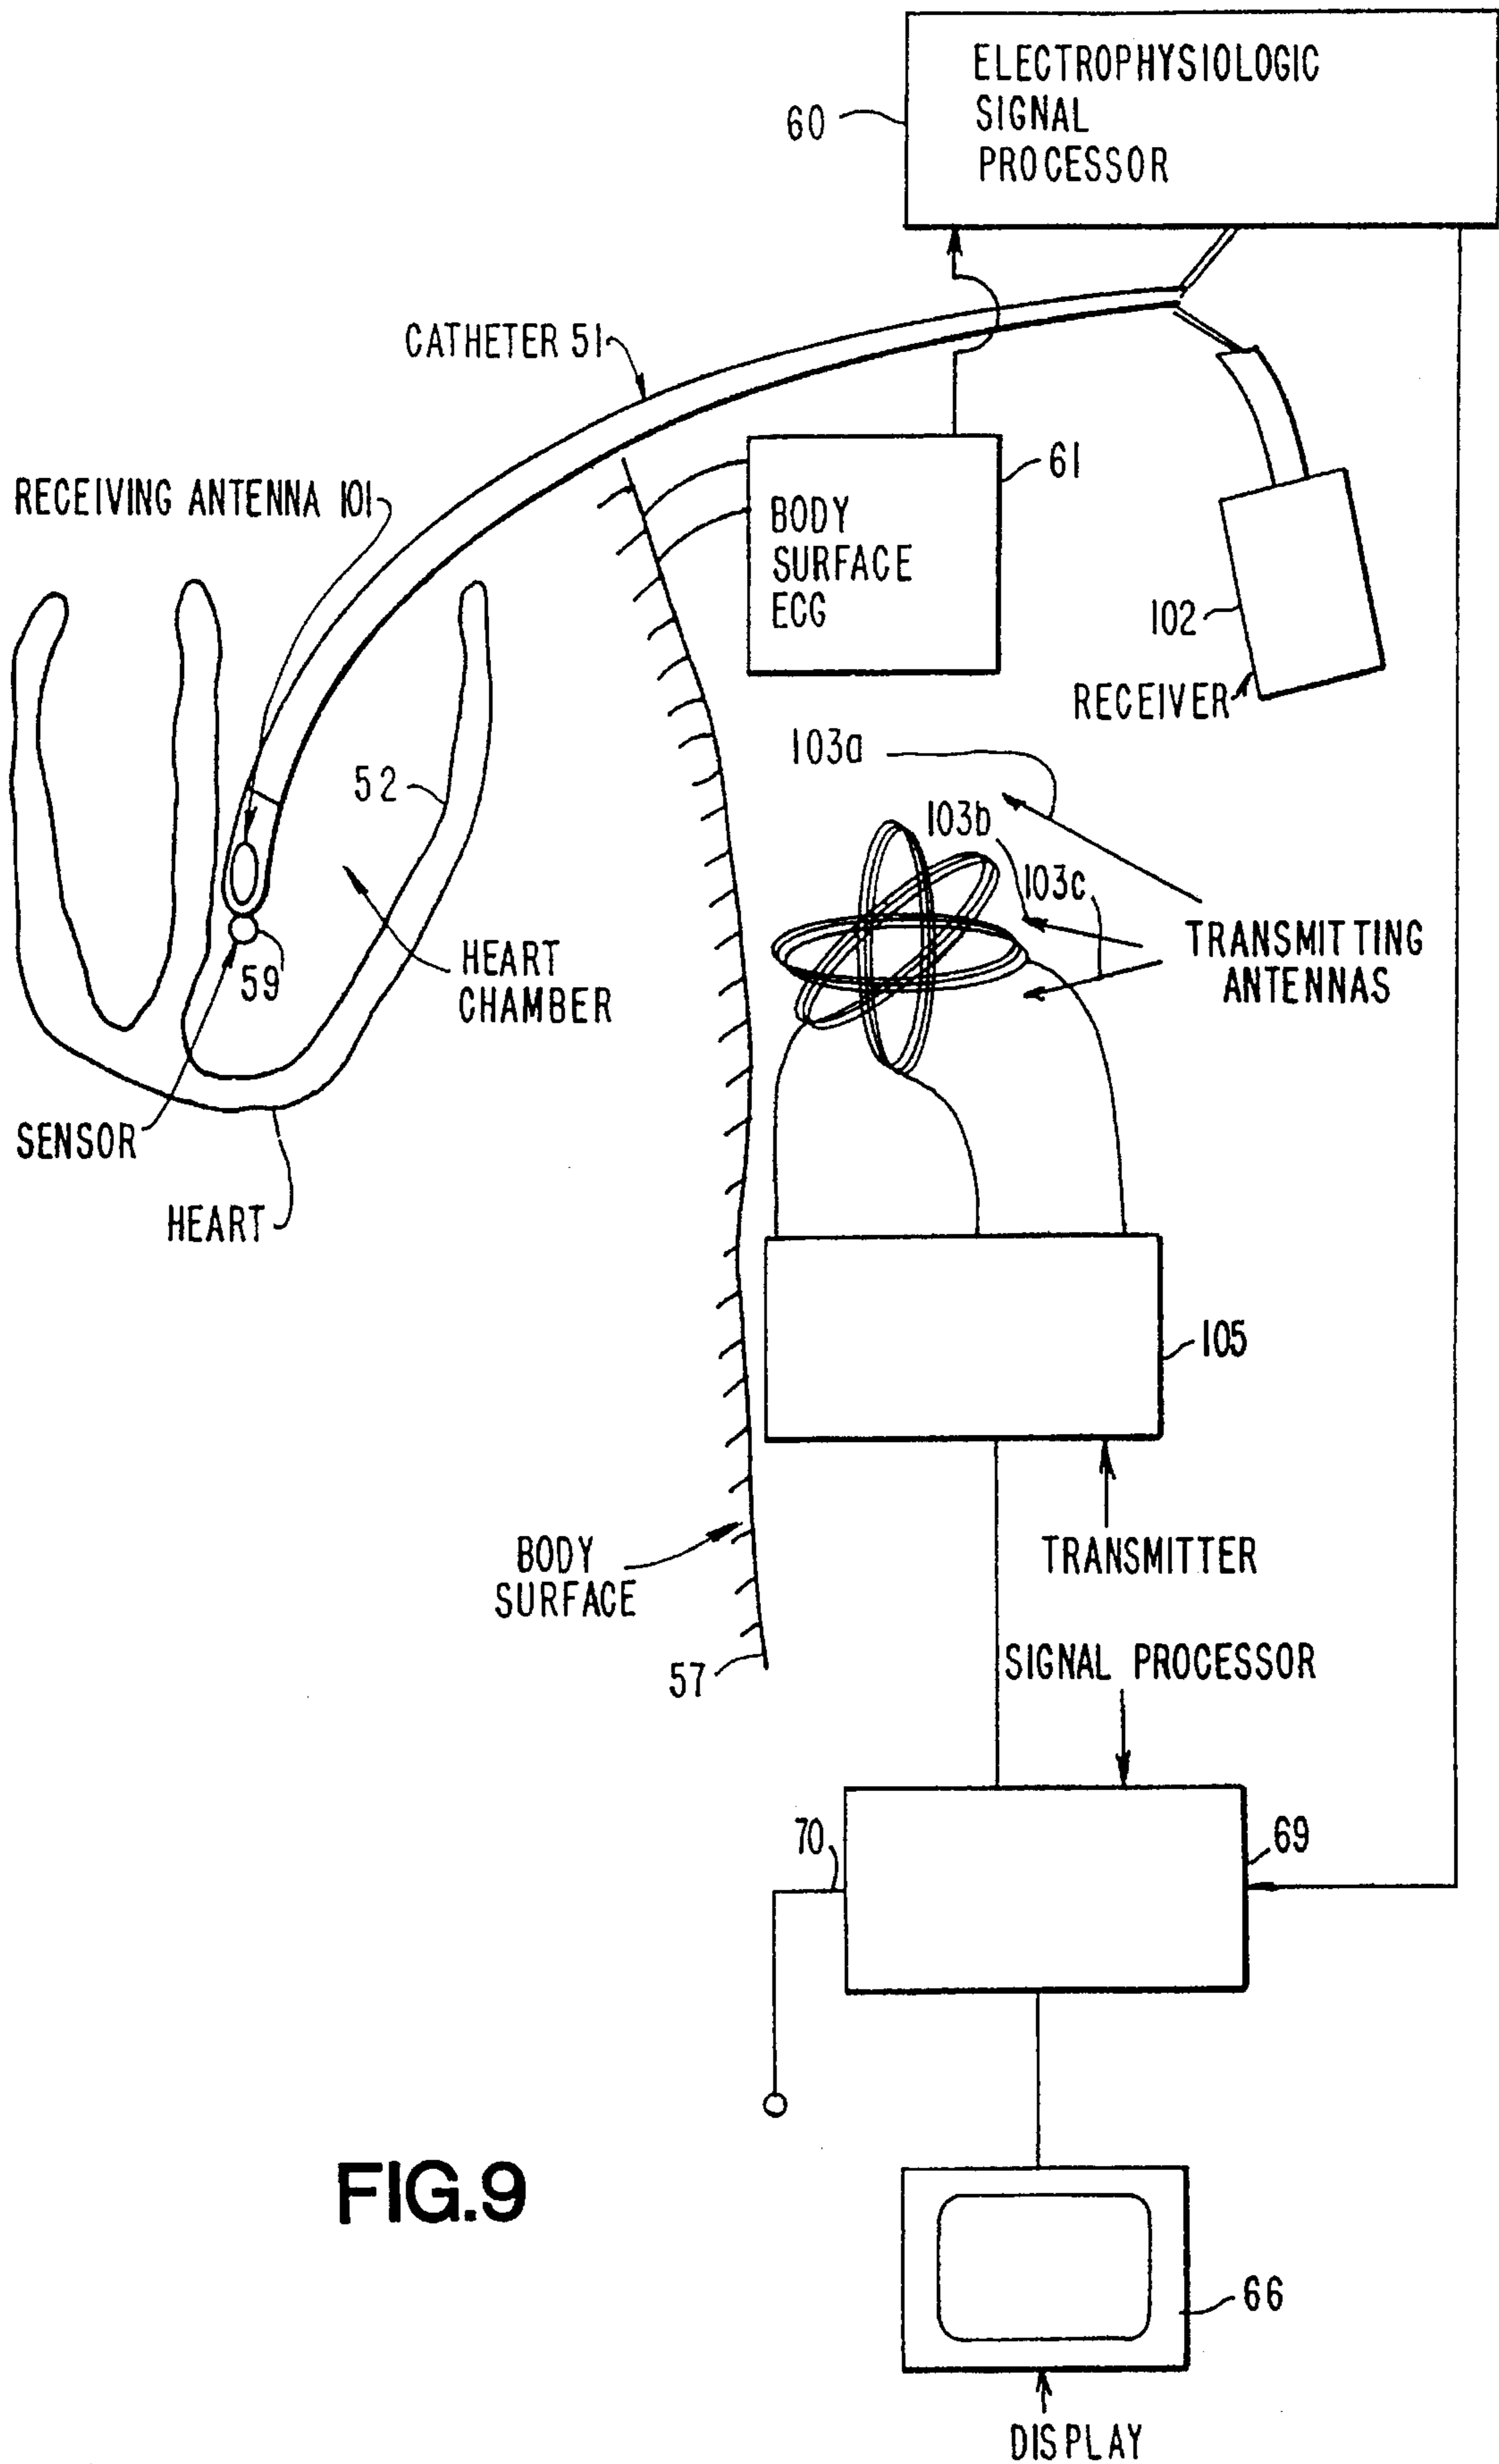 ELECTROPHYSIOLOGIC
SIGNAL
PROCESSOR
60
CATHETER 51
61
RECEIVING ANTENNA 101
BODY
SURFACE
ECG
102
RECEIVER
103a
52
103b
103c
TRANSMITTING
ANTENNAS
59
HEART
CHAMBER
SENSOR
HEART
105
BODY
SURFACE
TRANSMITTER
57
SIGNAL PROCESSOR
70
69
FIG.9
66
DISPLAY